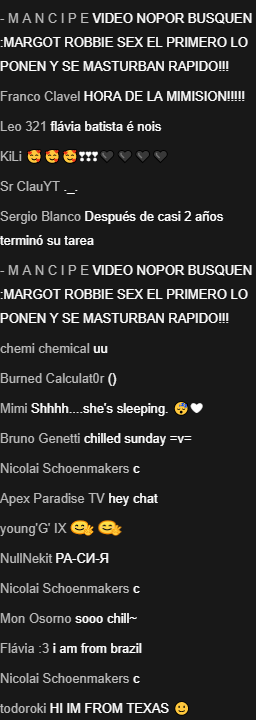 - M A N C I P E VIDEO NOPOR BUSQUEN
:MARGOT ROBBIE SEX EL PRIMERO LO
PONEN Y SE MASTURBAN RAPIDO!!!
Franco Clavel HORA DE LA MIMISION!!!!!
Leo 321 flávia batista é nois
KiLi 🥰🥰🥰❣❣❣🖤🖤🖤🖤
Sr ClauYT ._.
Sergio Blanco Después de casi 2 años
terminó su tarea
- M A N C I P E VIDEO NOPOR BUSQUEN
:MARGOT ROBBIE SEX EL PRIMERO LO
PONEN Y SE MASTURBAN RAPIDO!!!
chemi chemical uu
Burned Calculat0r ()
Mimi Shhhh....she's sleeping. 😴🤍
Bruno Genetti chilled sunday =v=
Nicolai Schoenmakers c
Apex Paradise TV hey chat
young'G' IX
NullNekit РА-СИ-Я
Nicolai Schoenmakers c
Mon Osorno sooo chill~
Flávia :3 i am from brazil
Nicolai Schoenmakers c
todoroki HI IM FROM TEXAS 🙂